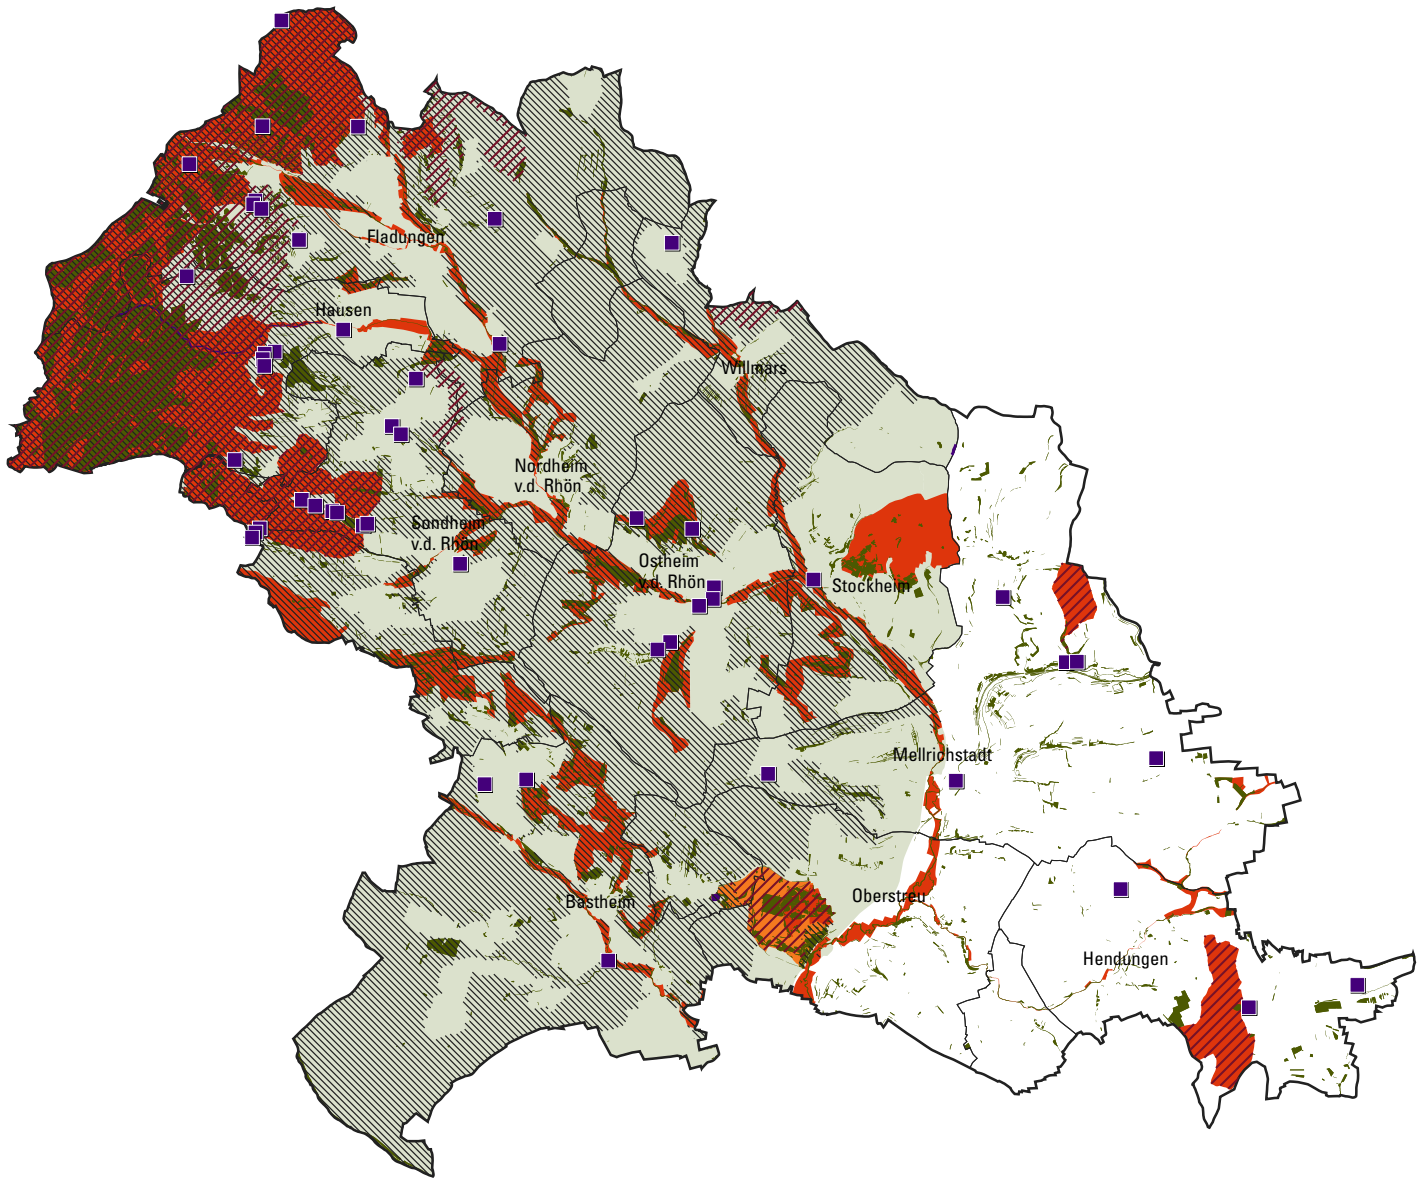 Fladungen
Hausen
Willmars
Nordheim
v.d. Rhön
Sondheim
v.d. Rhön
Ostheim
v.d. Rhön
Stockheim
Mellrichstadt
Oberstreu
Bastheim
Hendungen